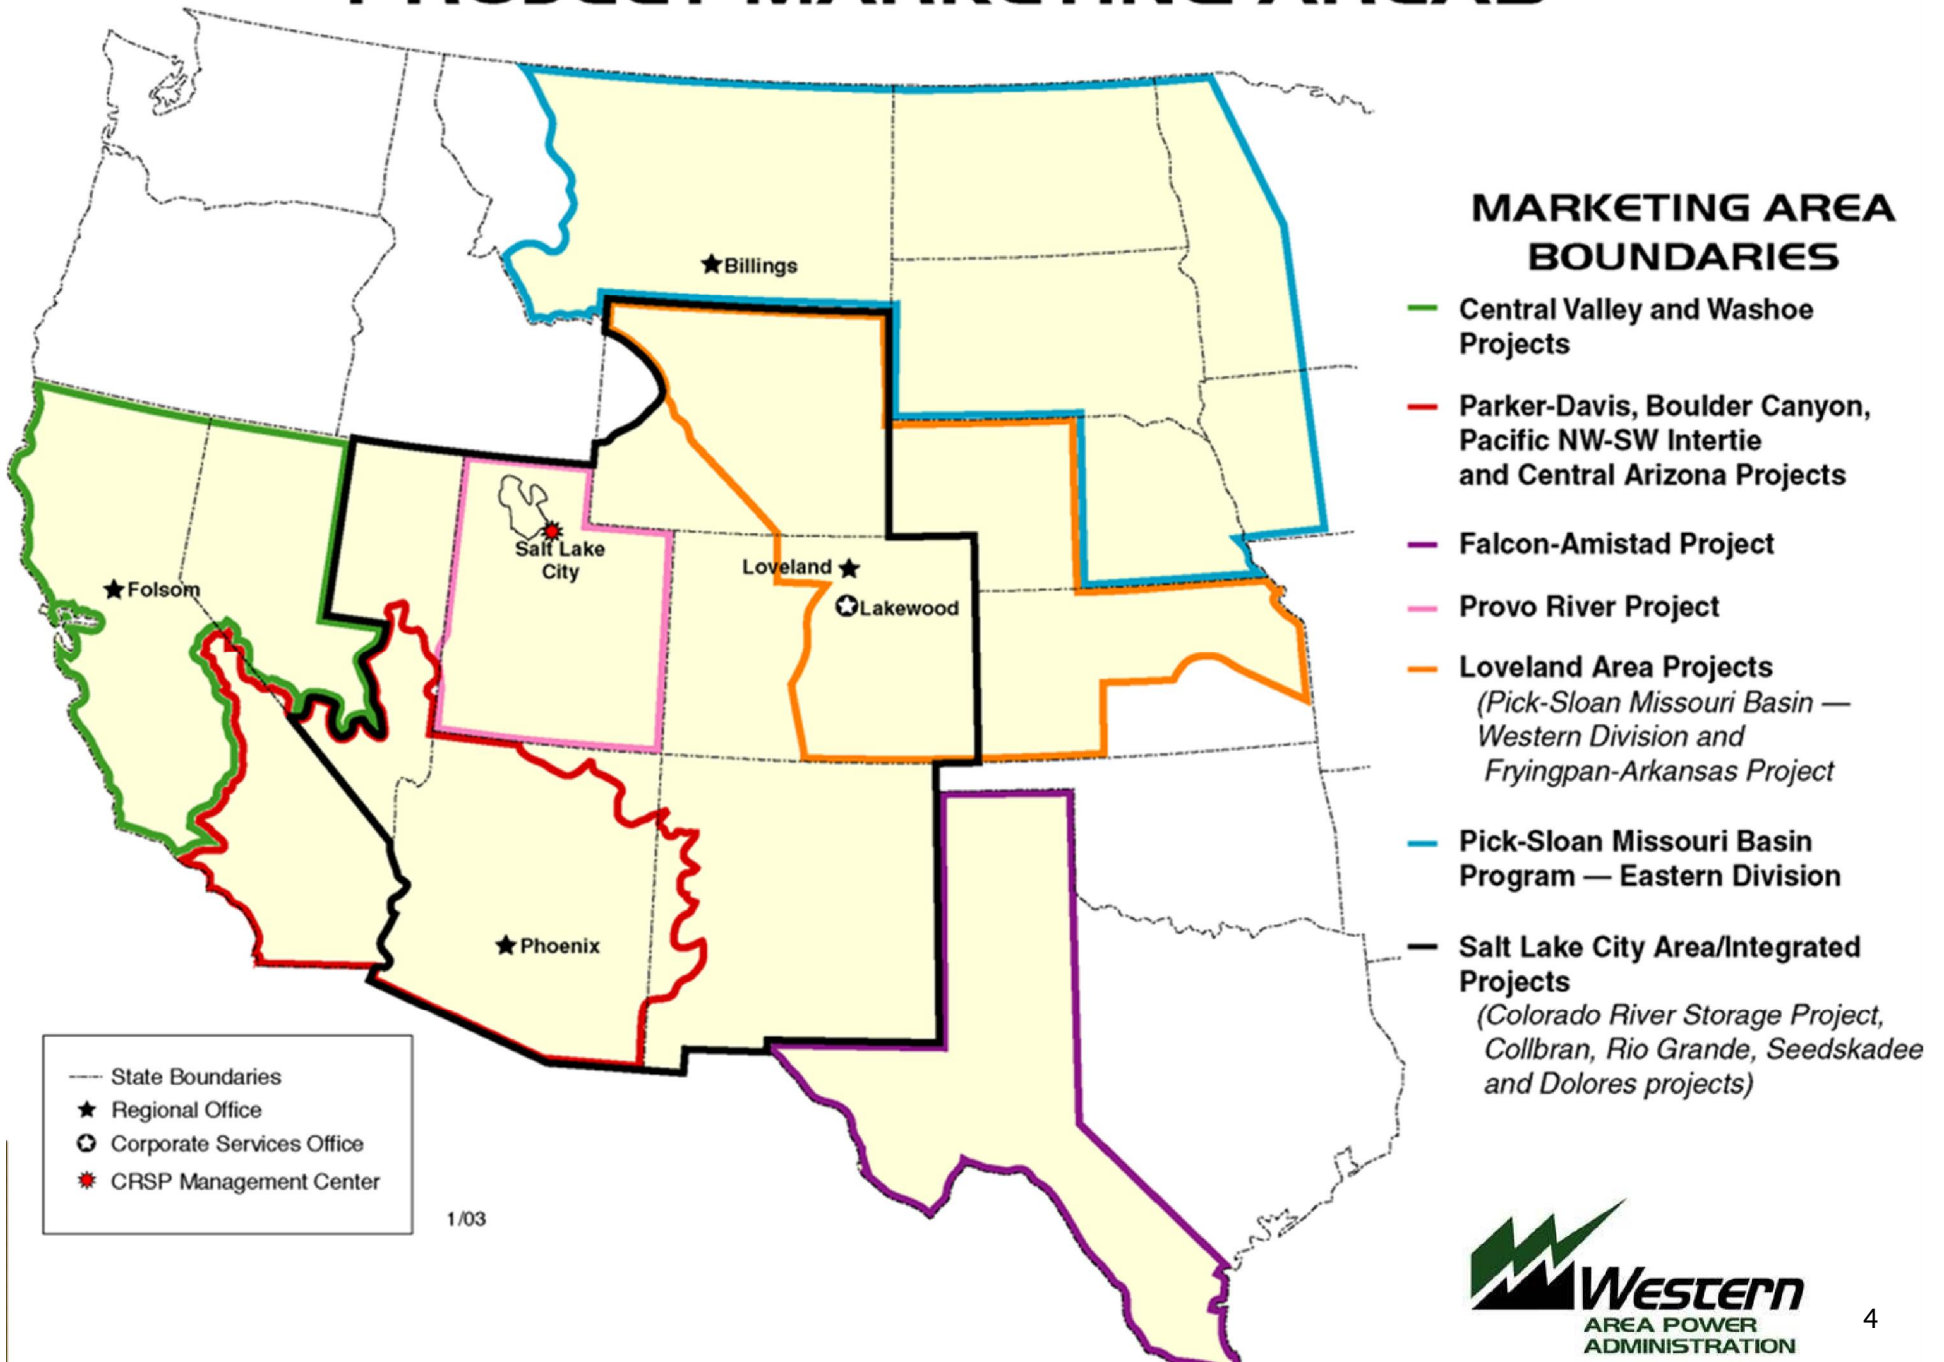 PROJECT MARKETING AREAS
Billings
Salt Lake
City
Loveland
Lakewood
Folsom
Phoenix
MARKETING AREA
BOUNDARIES
Central Valley and Washoe
Projects
Parker-Davis, Boulder Canyon,
Pacific NW-SW Intertie
and Central Arizona Projects
Falcon-Amistad Project
Provo River Project
Loveland Area Projects
(Pick-Sloan Missouri Basin —
Western Division and
Fryingpan-Arkansas Project
Pick-Sloan Missouri Basin
Program — Eastern Division
Salt Lake City Area/Integrated
Projects
(Colorado River Storage Project,
Collbran, Rio Grande, Seedskadee
and Dolores projects)
State Boundaries
Regional Office
Corporate Services Office
CRSP Management Center
1/03
Western
AREA POWER
ADMINISTRATION
4